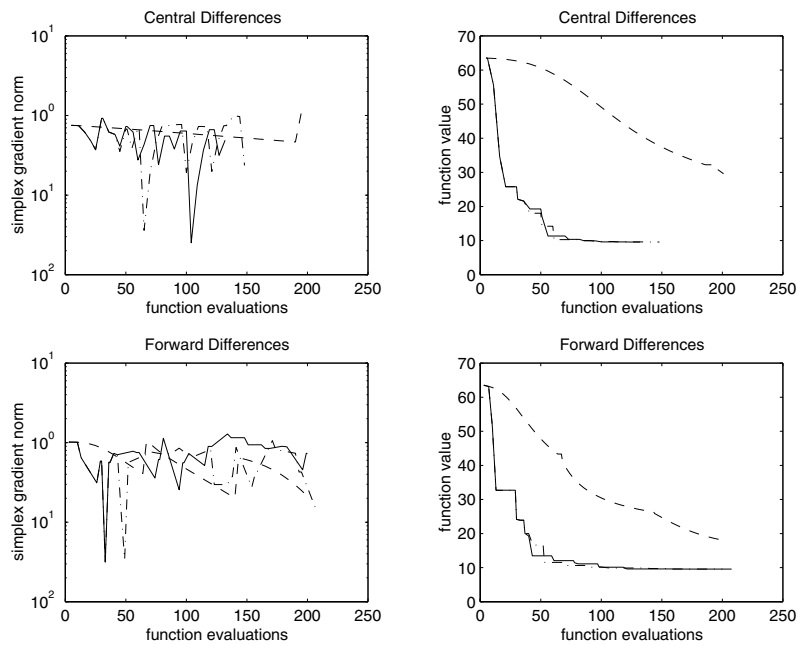 Central Differences
10^1
10^0
10^1
10^2
simplex gradient norm
0 50 100 150 200 250
function evaluations
Central Differences
70
60
50
40
30
20
10
0
function value
0 50 100 150 200 250
function evaluations
Forward Differences
10^1
10^0
10^1
10^2
simplex gradient norm
0 50 100 150 200 250
function evaluations
Forward Differences
70
60
50
40
30
20
10
0
function value
0 50 100 150 200 250
function evaluations